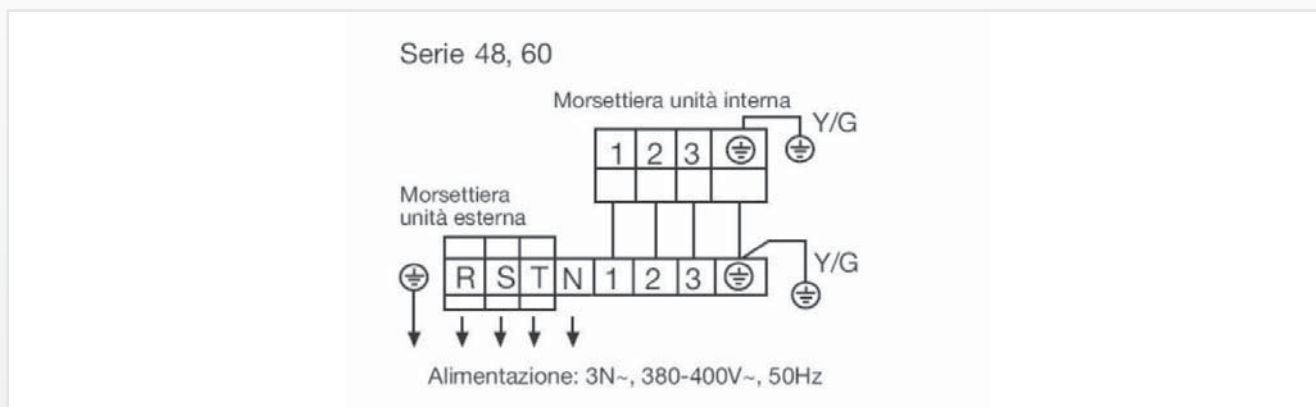 Serie 48, 60
Morsettiera unità interna
Y/G
1 2 3
Morsettiera
unità esterna
Y/G
R S T N 1 2 3
Alimentazione: 3N~, 380-400V~, 50Hz